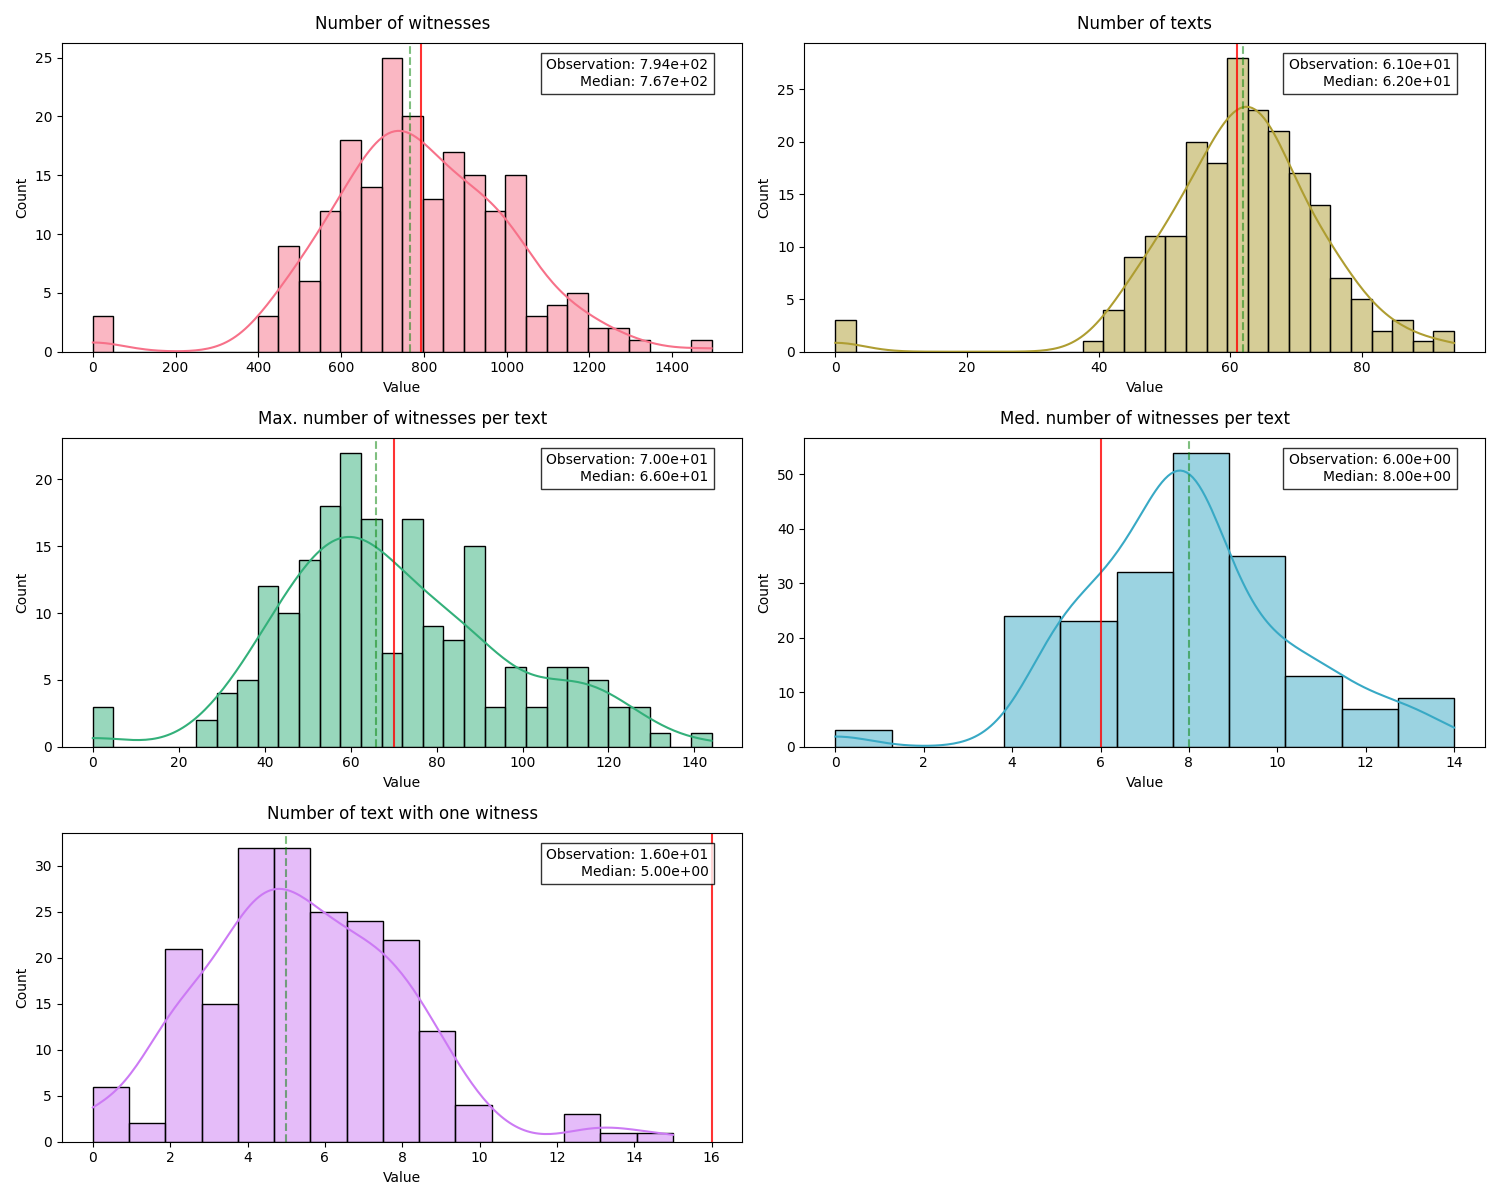 Number of witnesses
Observation: 7.94e+02
Median: 7.67e+02
Count
25
20
15
10
5
0
0 200 400 600 800 1000 1200 1400
Value
Number of texts
Observation: 6.10e+01
Median: 6.20e+01
Count
25
20
15
10
5
0
0 20 40 60 80
Value
Max. number of witnesses per text
Observation: 7.00e+01
Median: 6.60e+01
Count
20
15
10
5
0
0 20 40 60 80 100 120 140
Value
Med. number of witnesses per text
Observation: 6.00e+00
Median: 8.00e+00
Count
50
40
30
20
10
0
0 2 4 6 8 10 12 14
Value
Number of text with one witness
Observation: 1.60e+01
Median: 5.00e+00
Count
30
25
20
15
10
5
0
0 2 4 6 8 10 12 14 16
Value